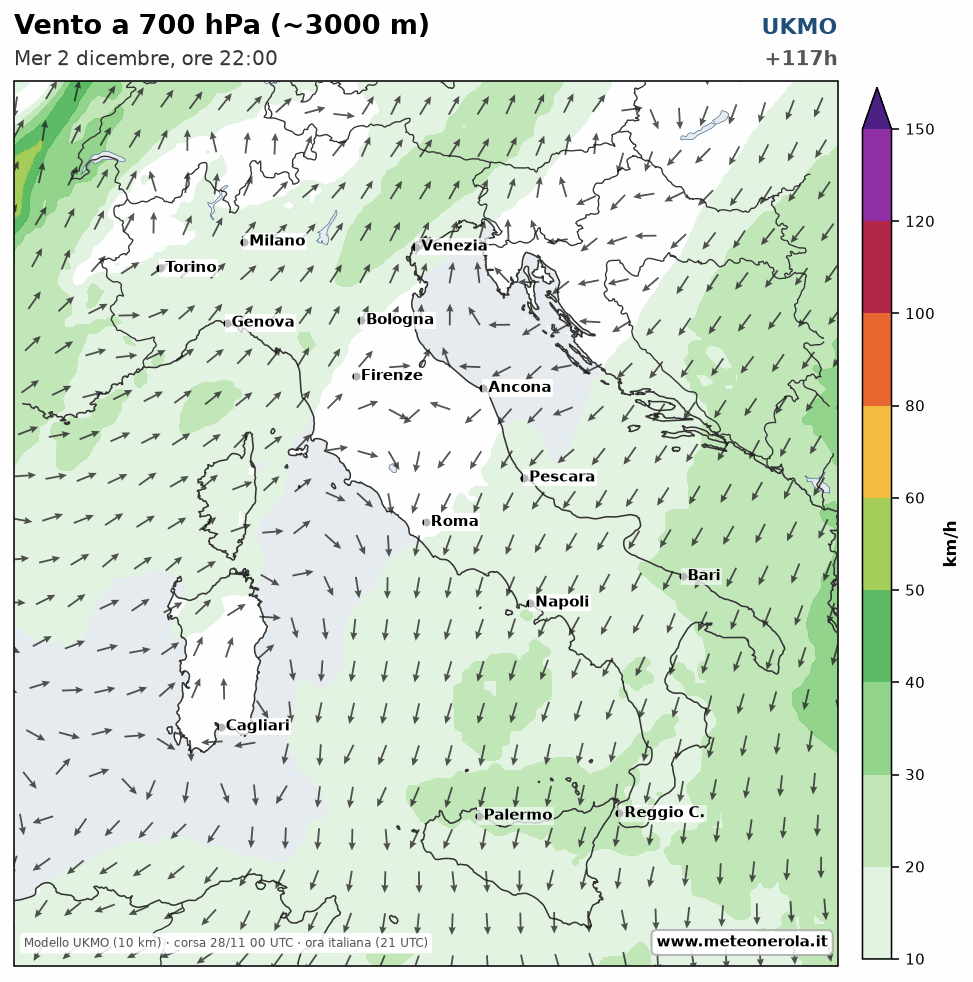 Vento a 700 hPa (~3000 m)
UKMO
Mer 2 dicembre, ore 22:00
+117h
150
120
100
80
60
50
40
30
20
10
km/h
Venezia
Milano
Torino
Genova
Bologna
Firenze
Ancona
Pescara
Roma
Bari
Napoli
Cagliari
Palermo
Reggio C.
Modello UKMO (10 km) · corsa 28/11 00 UTC · ora italiana (21 UTC)
www.meteonerola.it